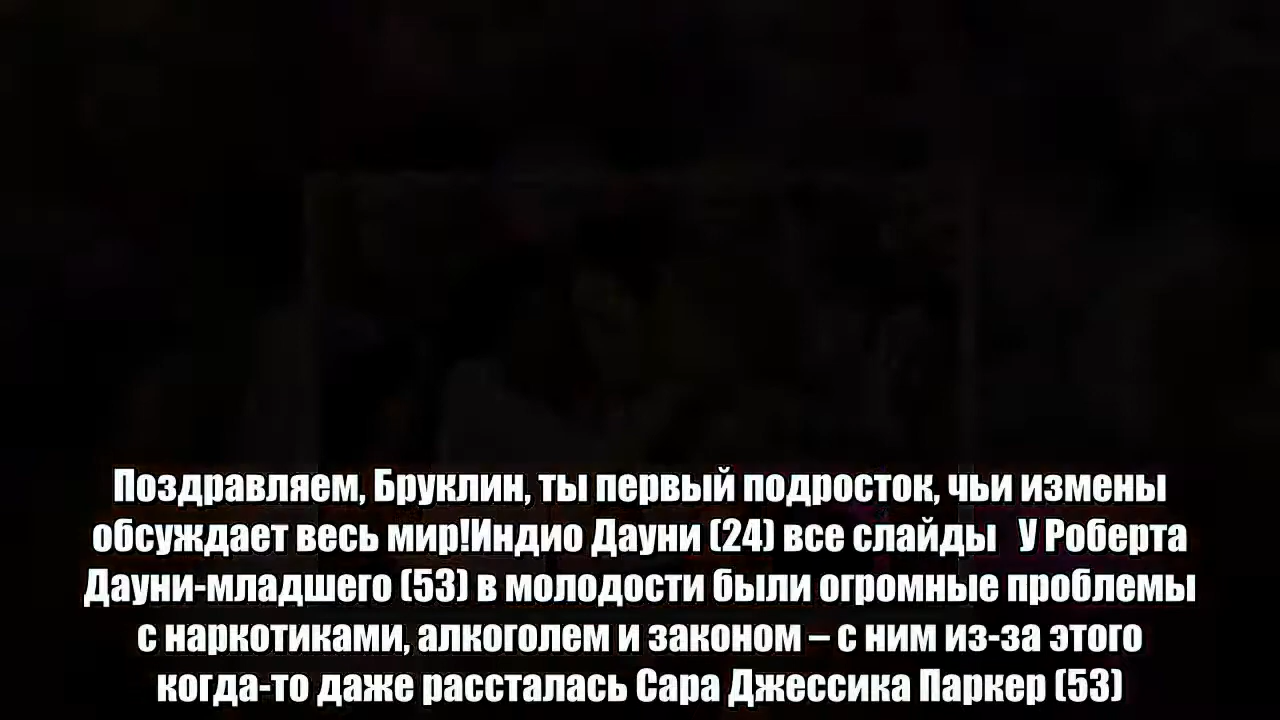 Поздравляем, Бруклин, ты первый подросток, чьи измены
обсуждает весь мир!Индио Дауни (24) все слайды   У Роберта
Дауни-младшего (53) в молодости были огромные проблемы
с наркотиками, алкоголем и законом – с ним из-за этого
когда-то даже рассталась Сара Джессика Паркер (53)